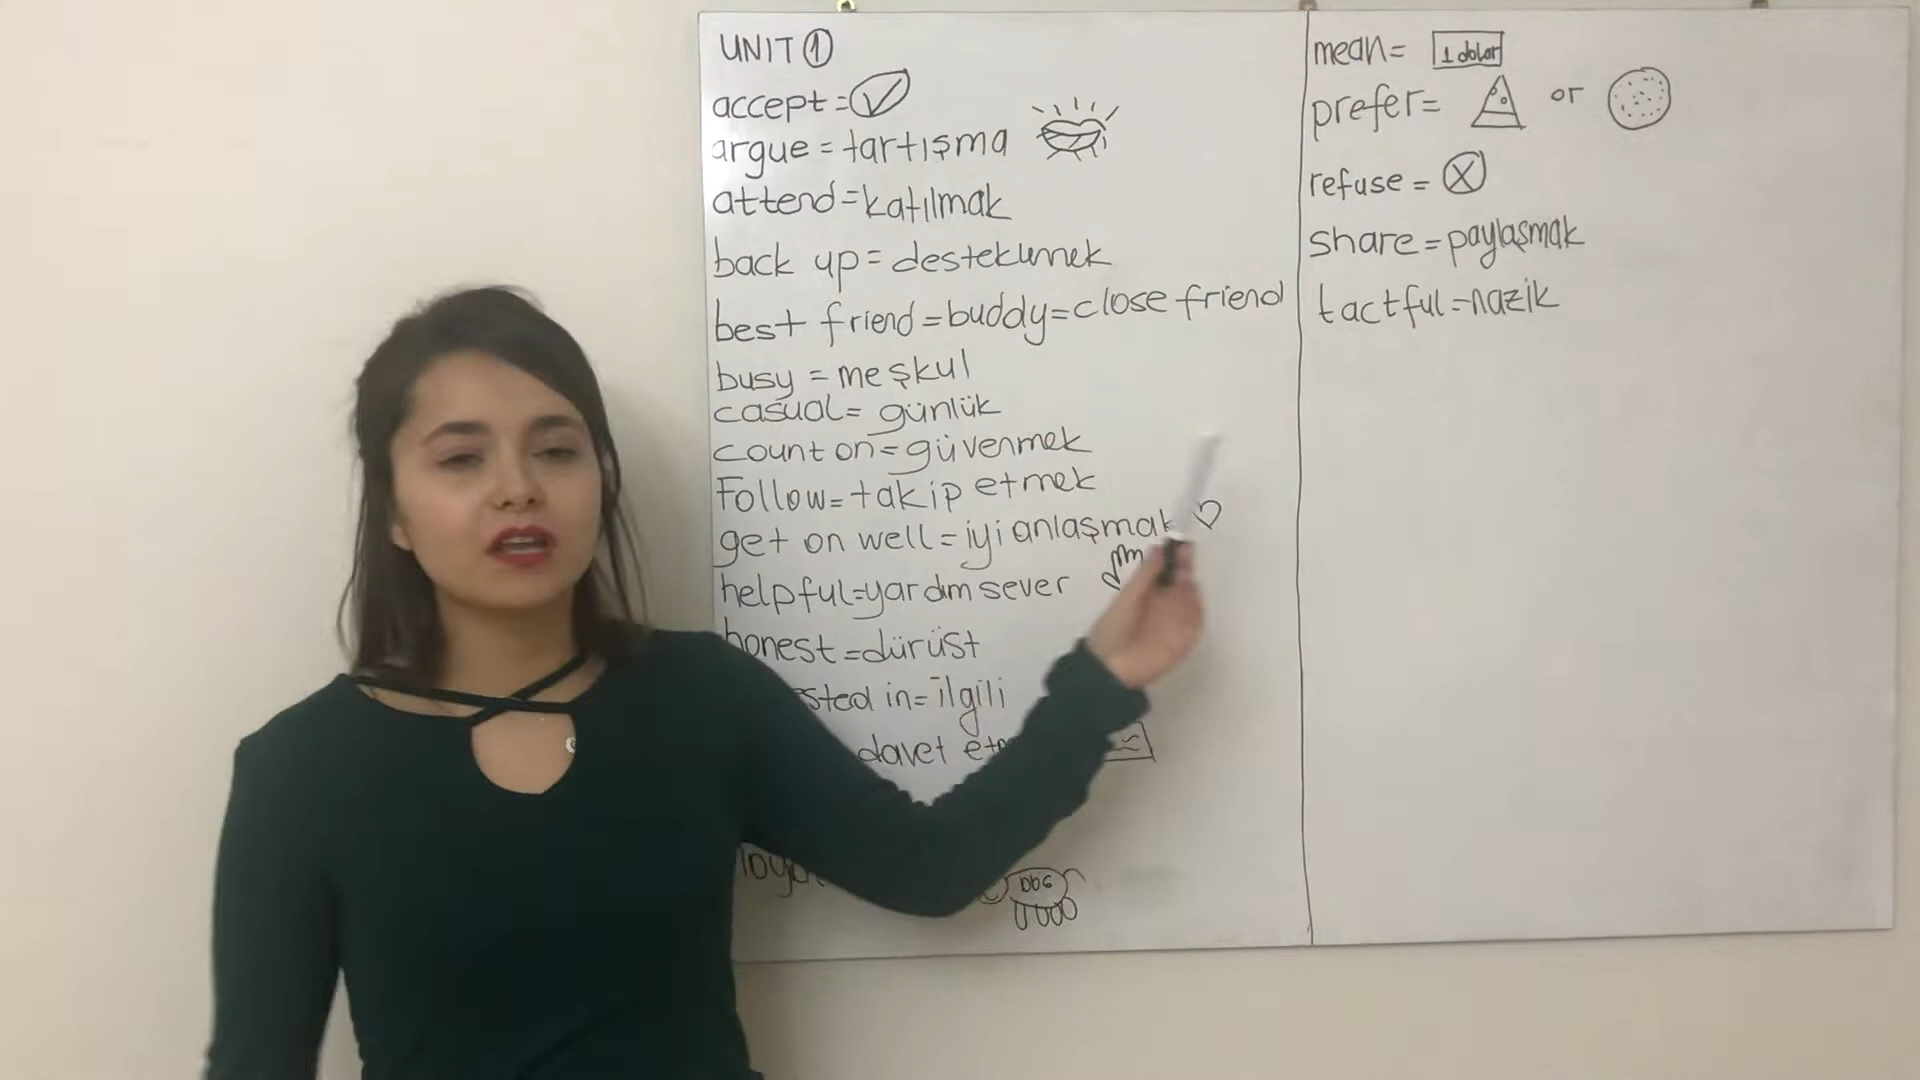 UNIT 1
accept =
argue = tartışma
attend = katılmak
back up = desteklemek
best friend = buddy = close friend
busy = meşkul
casual = günlük
count on = güvenmek
Follow = takip etmek
get on well = iyi anlaşmak
helpful = yardımsever
honest = dürüst
in = ilgili
davet
DOG
mean = 1 dolar
prefer = or
refuse =
share = paylaşmak
tactful = nazik